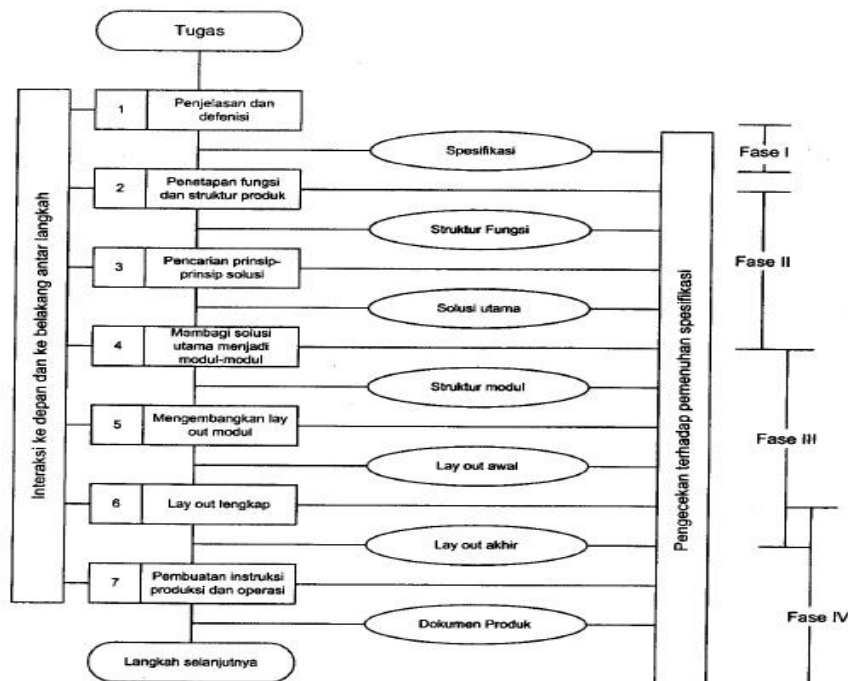 Tugas
1
Penjelasan dan
defenisi
Spesifikasi
Fase I
2
Penetapan fungsi
dan struktur produk
Struktur Fungsi
Fase II
3
Pencarian prinsip-
prinsip solusi
Solusi utama
4
Mambagi solusi
utama menjadi
modul-modul
Struktur modul
5
Mengembangkan lay
out modul
Fase III
Lay out awal
6
Lay out lengkap
Lay out akhir
7
Pembuatan instruksi
produksi dan operasi
Dokumen Produk
Fase IV
Langkah selanjutnya
Interaksi ke depan dan ke belakang antar langkah
Pengecekan terhadap pemenuhan spesifikasi